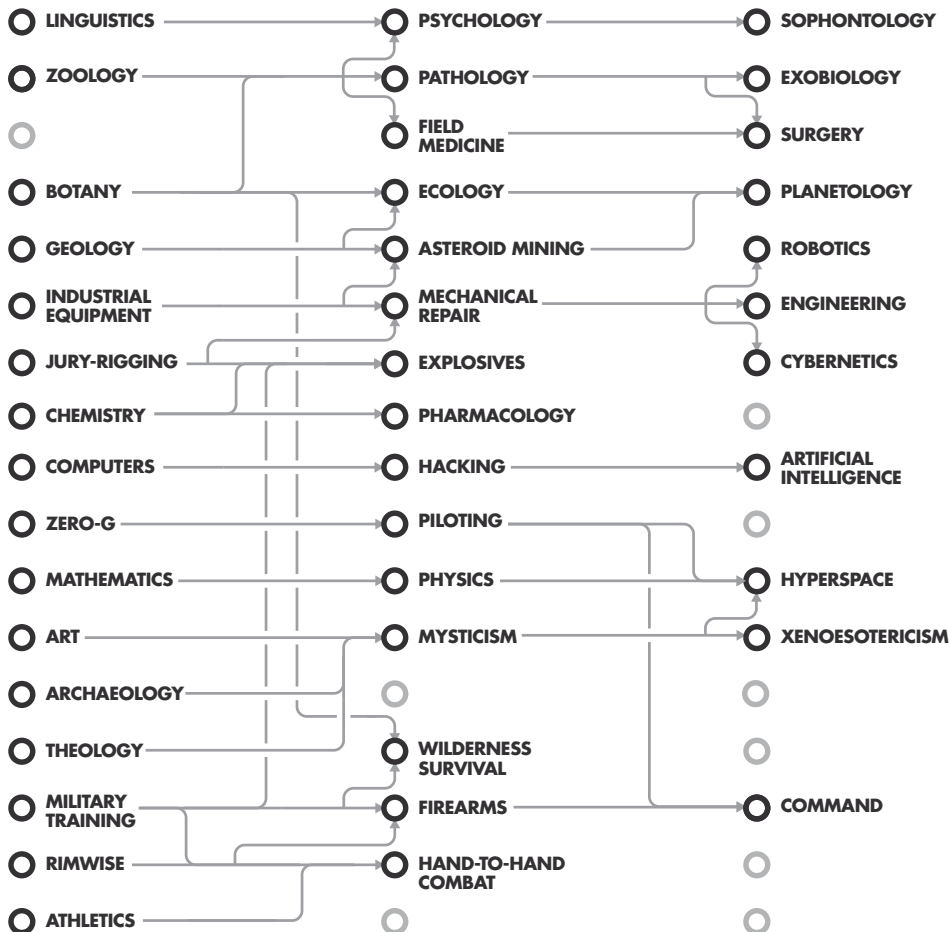 LINGUISTICS
PSYCHOLOGY
SOPHONTOLOGY
ZOOLOGY
PATHOLOGY
EXOBIOLOGY
FIELD
MEDICINE
SURGERY
BOTANY
ECOLOGY
PLANETOLOGY
GEOLOGY
ASTEROID MINING
ROBOTICS
INDUSTRIAL
EQUIPMENT
MECHANICAL
REPAIR
ENGINEERING
JURY-RIGGING
EXPLOSIVES
CYBERNETICS
CHEMISTRY
PHARMACOLOGY
COMPUTERS
HACKING
ARTIFICIAL
INTELLIGENCE
ZERO-G
PILOTING
MATHEMATICS
PHYSICS
HYPERSPACE
ART
MYSTICISM
XENOESOTERICISM
ARCHAEOLOGY
THEOLOGY
WILDERNESS
SURVIVAL
MILITARY
TRAINING
FIREARMS
COMMAND
RIMWISE
HAND-TO-HAND
COMBAT
ATHLETICS